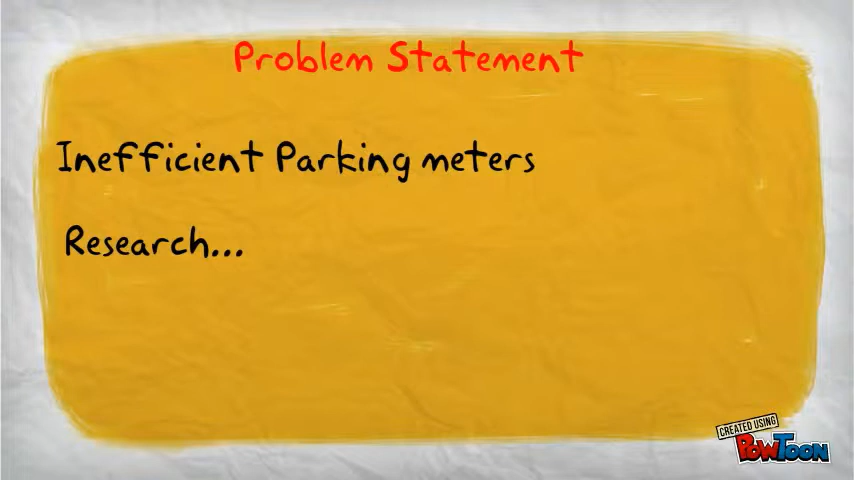 Problem Statement
Inefficient Parking meters
Research...
CREATED USING
POWTOON